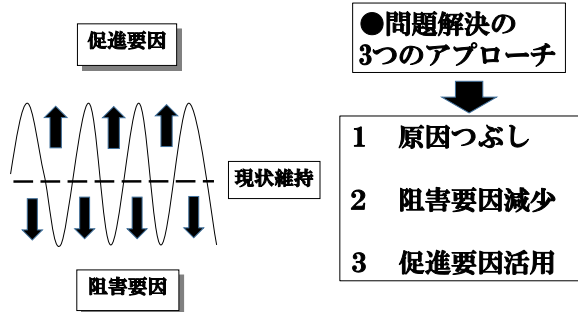 促進要因
現状維持
阻害要因
●問題解決の
3つのアプローチ
1 原因つぶし
2 阻害要因減少
3 促進要因活用